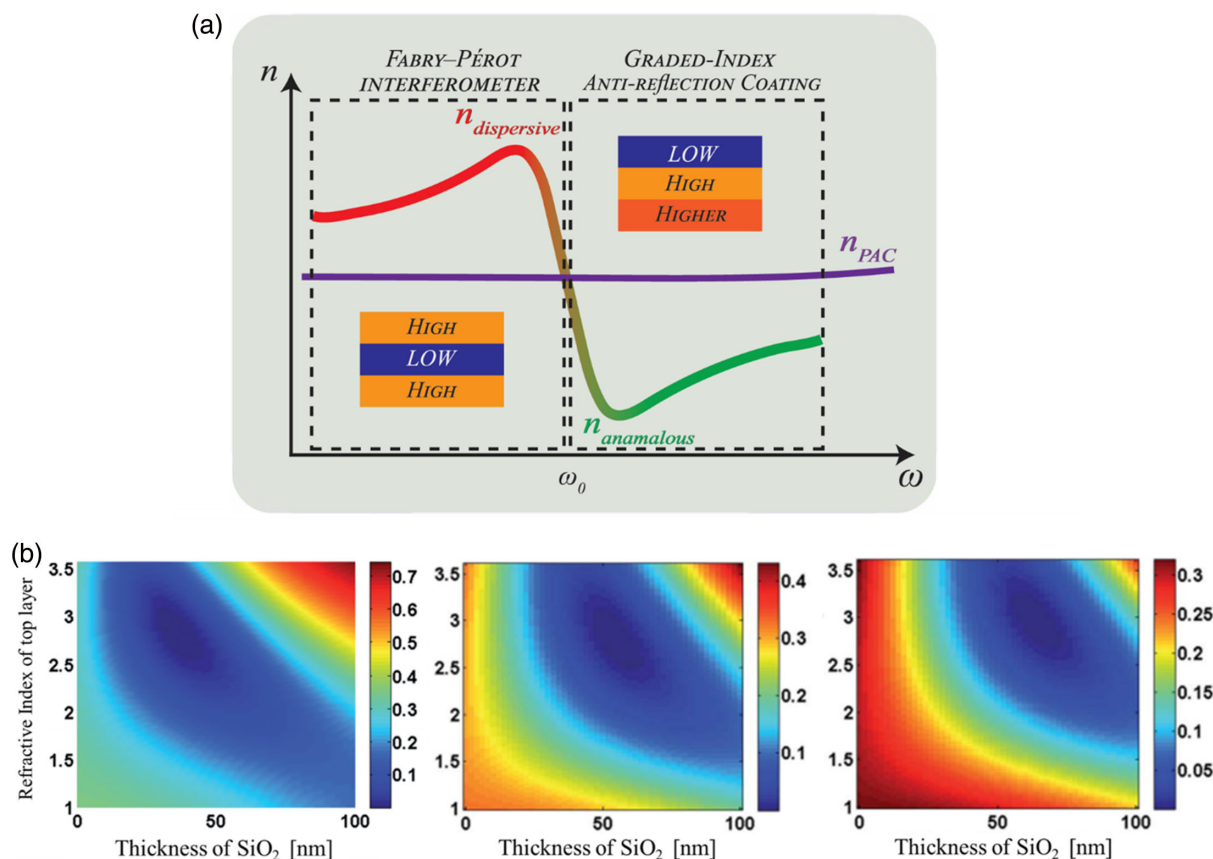 (a)
FABRY–PÉROT
INTERFEROMETER
GRADED-INDEX
ANTI-REflECTION COATING
n
n dispersive
LOW
HIGH
HIGHER
n PAC
HIGH
LOW
HIGH
n anamalous
ω0
ω
(b)
Refractive Index of top layer
3.5
3
2.5
2
1.5
1
0
50
100
Thickness of SiO2 [nm]
0.7
0.6
0.5
0.4
0.3
0.2
0.1
3.5
3
2.5
2
1.5
1
0
50
100
Thickness of SiO2 [nm]
0.4
0.3
0.2
0.1
3.5
3
2.5
2
1.5
1
0
50
100
Thickness of SiO2 [nm]
0.3
0.25
0.2
0.15
0.1
0.05